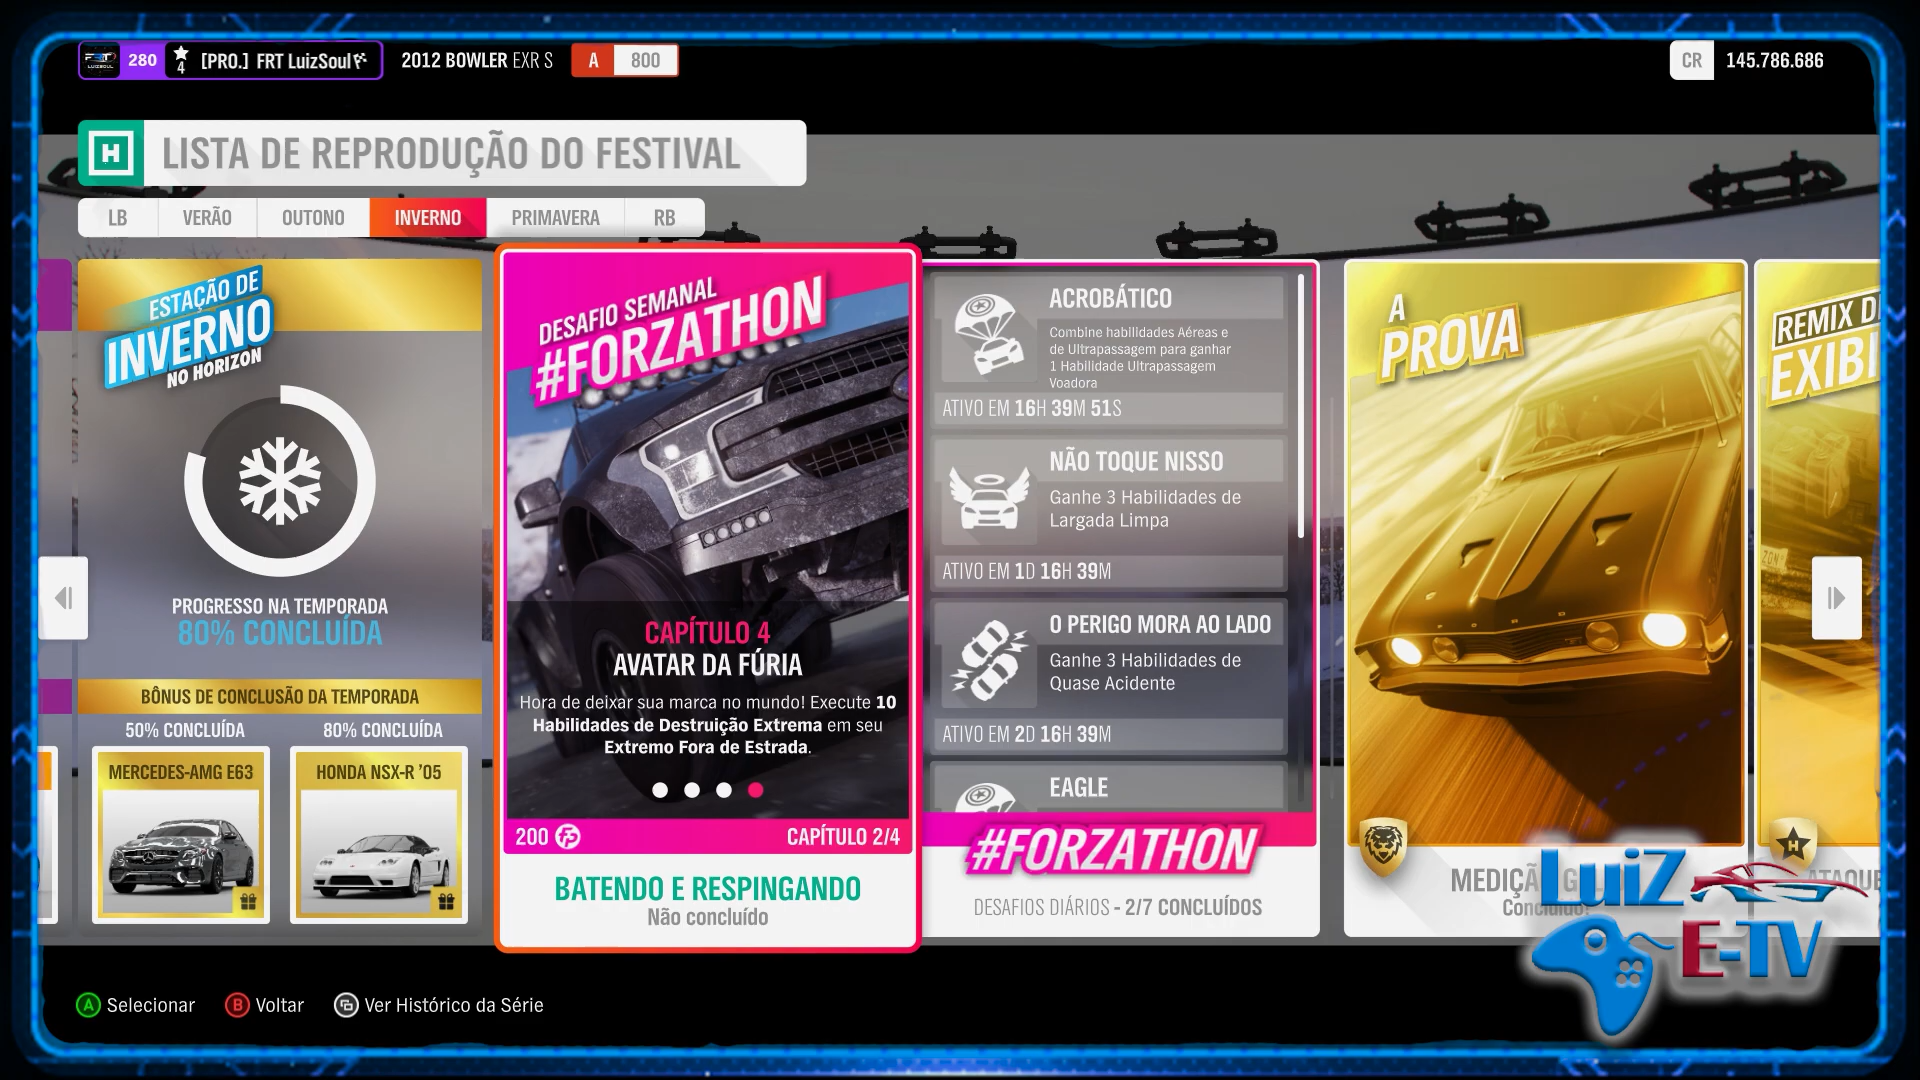 280
4
[PRO.] FRT LuizSoul
2012 BOWLER EXR S
A 800
CR 145.786.686
H
LISTA DE REPRODUÇÃO DO FESTIVAL
LB VERÃO OUTONO INVERNO PRIMAVERA RB
ESTAÇÃO DE
INVERNO
NO HORIZON
PROGRESSO NA TEMPORADA
80% CONCLUÍDA
BÔNUS DE CONCLUSÃO DA TEMPORADA
50% CONCLUÍDA
80% CONCLUÍDA
MERCEDES-AMG E63
HONDA NSX-R '05
DESAFIO SEMANAL
#FORZATHON
CAPÍTULO 4
AVATAR DA FÚRIA
Hora de deixar sua marca no mundo! Execute 10
Habilidades de Destruição Extrema em seu
Extremo Fora de Estrada.
200
CAPÍTULO 2/4
BATENDO E RESPINGANDO
Não concluído
ACROBÁTICO
Combine habilidades Aéreas e
de Ultrapassagem para ganhar
1 Habilidade Ultrapassagem
Voadora
ATIVO EM 16H 39M 51S
NÃO TOQUE NISSO
Ganhe 3 Habilidades de
Largada Limpa
ATIVO EM 1D 16H 39M
O PERIGO MORA AO LADO
Ganhe 3 Habilidades de
Quase Acidente
ATIVO EM 2D 16H 39M
EAGLE
#FORZATHON
DESAFIOS DIÁRIOS - 2/7 CONCLUÍDOS
A
PROVA
REMIX D
EXIBI
LuiZ
E-TV
A Selecionar
B Voltar
Ver Histórico da Série